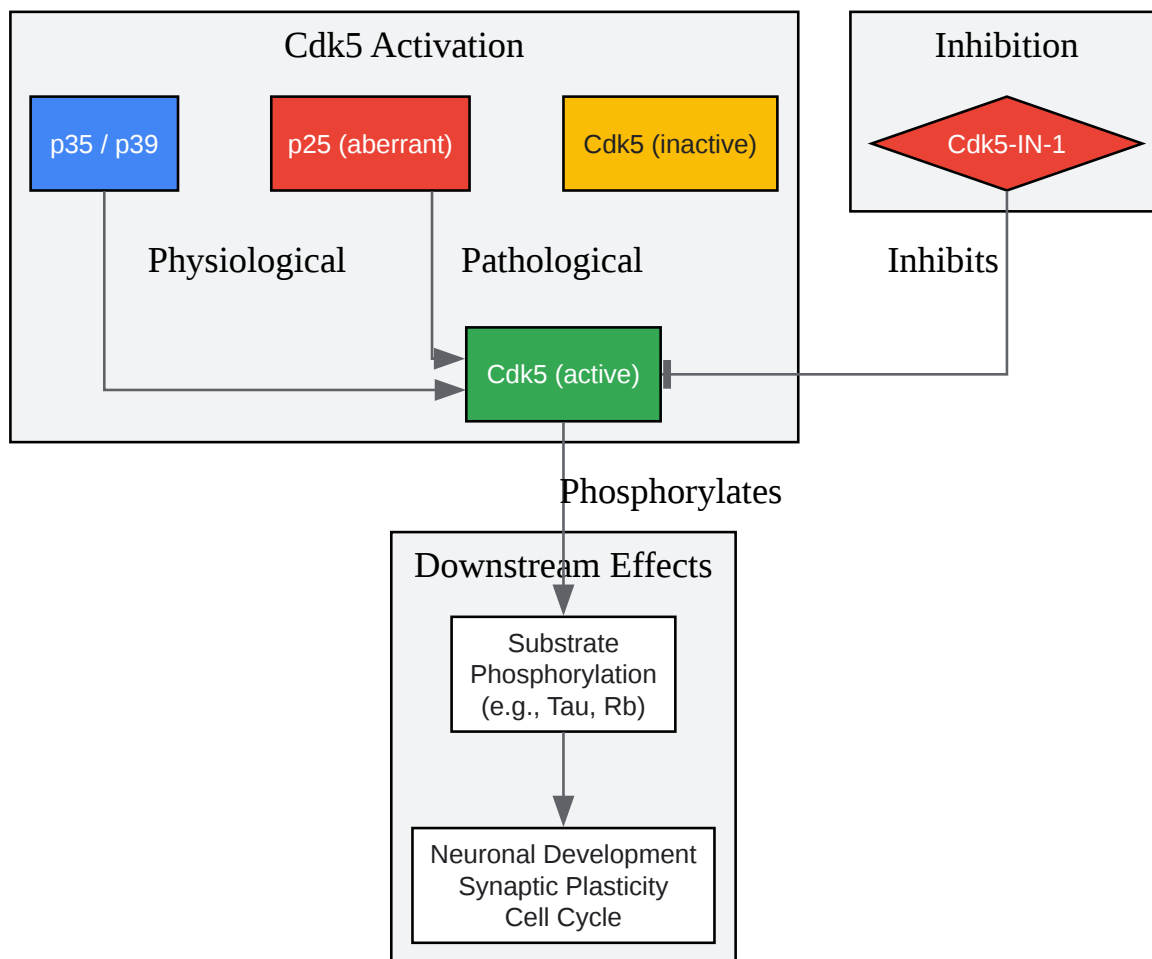 Cdk5 Activation
Inhibition
p35 / p39
p25 (aberrant)
Cdk5 (inactive)
Cdk5-IN-1
Physiological
Pathological
Inhibits
Cdk5 (active)
Phosphorylates
Downstream Effects
Substrate
Phosphorylation
(e.g., Tau, Rb)
Neuronal Development
Synaptic Plasticity
Cell Cycle